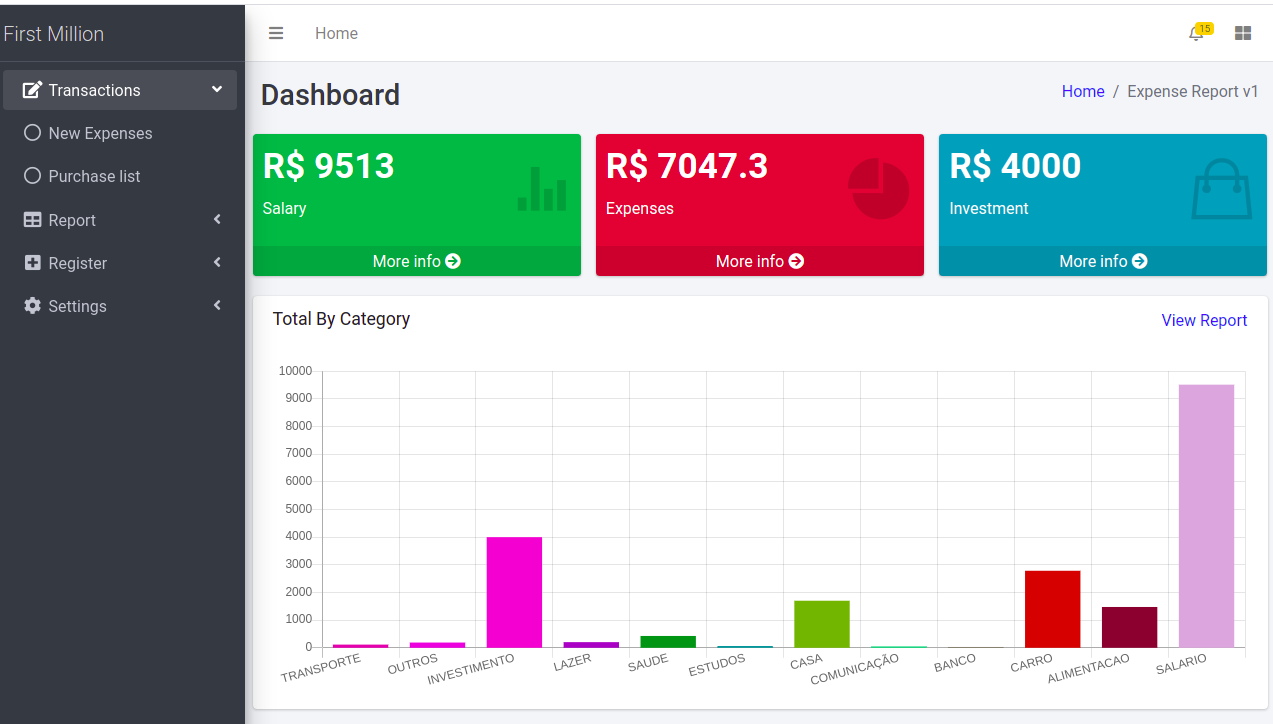 First Million
Home
15
Transactions
New Expenses
Purchase list
Report
Register
Settings
Dashboard
Home / Expense Report v1
R$ 9513
Salary
More info
R$ 7047.3
Expenses
More info
R$ 4000
Investment
More info
Total By Category
View Report
10000
9000
8000
7000
6000
5000
4000
3000
2000
1000
0
TRANSPORTE
OUTROS
INVESTIMENTO
LAZER
SAUDE
ESTUDOS
CASA
COMUNICAÇÃO
BANCO
CARRO
ALIMENTACAO
SALARIO